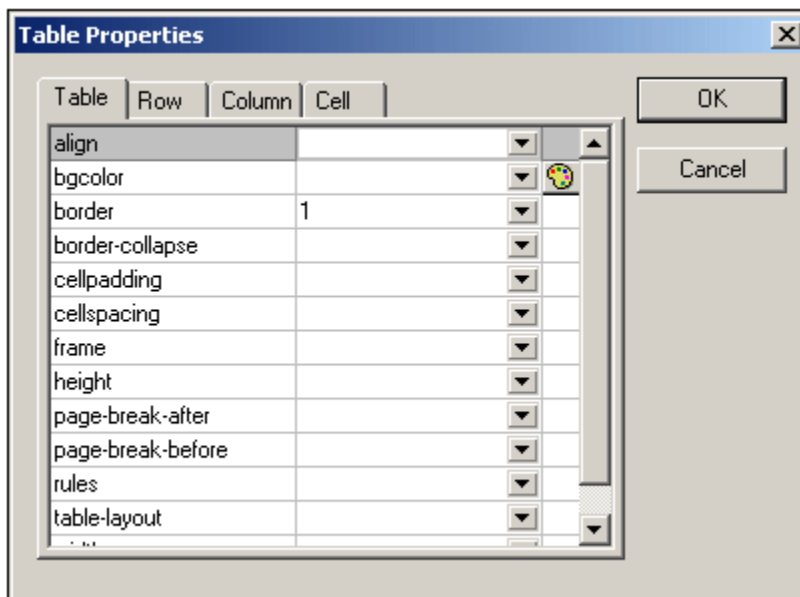 Table Properties
Table Row Column Cell
OK
Cancel
align
bgcolor
border 1
border-collapse
cellpadding
cellspacing
frame
height
page-break-after
page-break-before
rules
table-layout